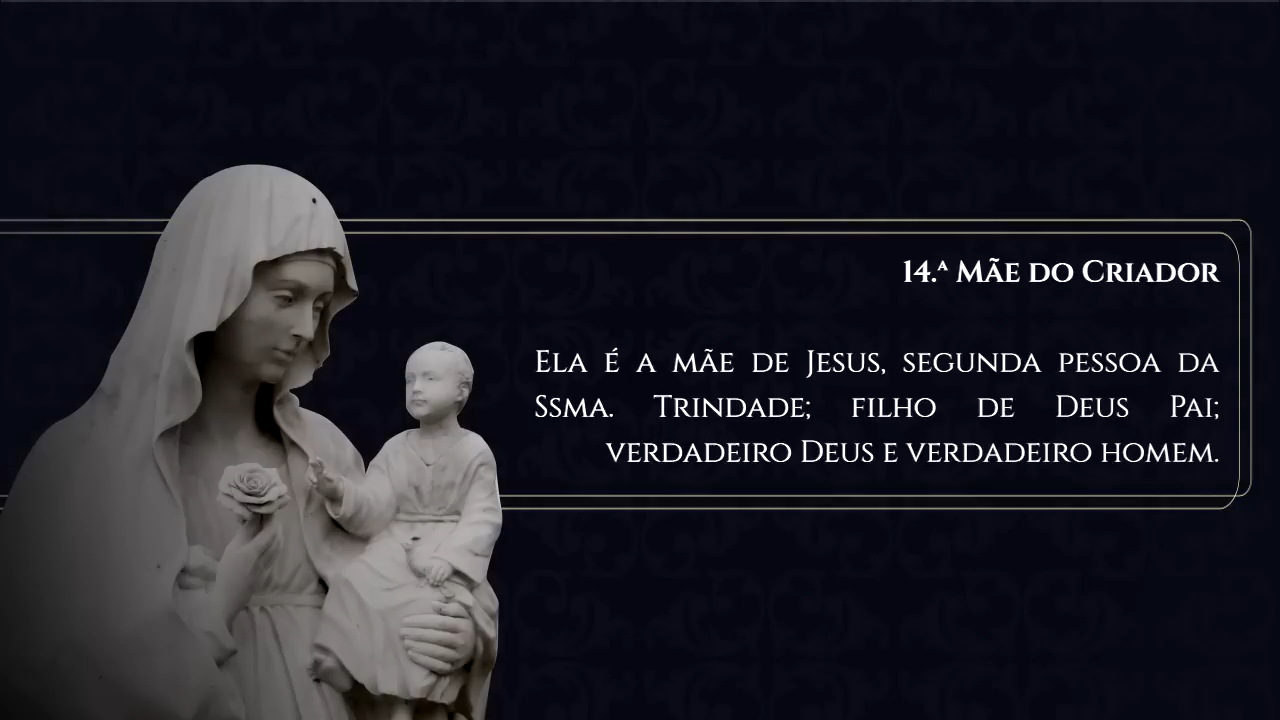 14.ª Mãe do Criador
Ela é a mãe de Jesus, segunda pessoa da
Ssma. Trindade; filho de Deus Pai;
verdadeiro Deus e verdadeiro homem.